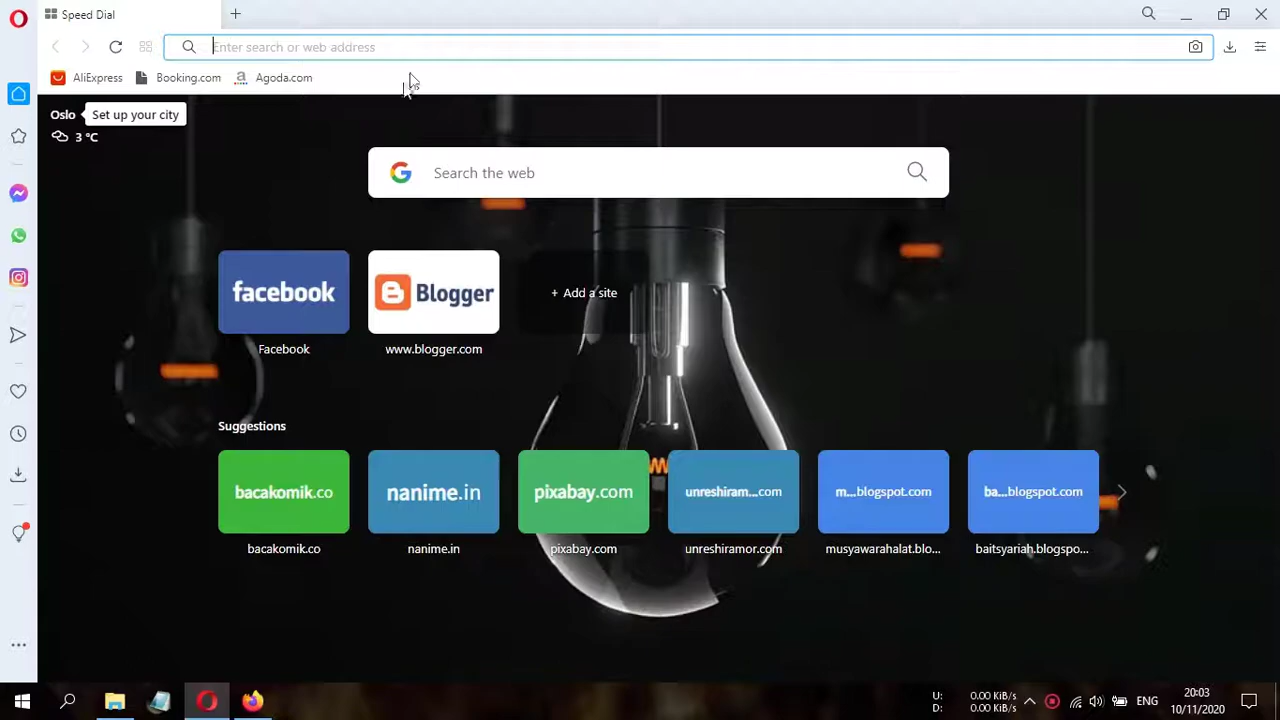 Speed Dial
Enter search or web address
AliExpress Booking.com Agoda.com
Oslo Set up your city
3 °C
Search the web
facebook Blogger + Add a site
Facebook www.blogger.com
Suggestions
bacakomik.co nanime.in pixabay.com unreshiram....com m...blogspot.com ba...blogspot.com
bacakomik.co nanime.in pixabay.com unreshiramor.com musyawarahalat.blo... baitsyariah.blogspo...
U: 0.00 KiB/s 20:03
D: 0.00 KiB/s ENG 10/11/2020